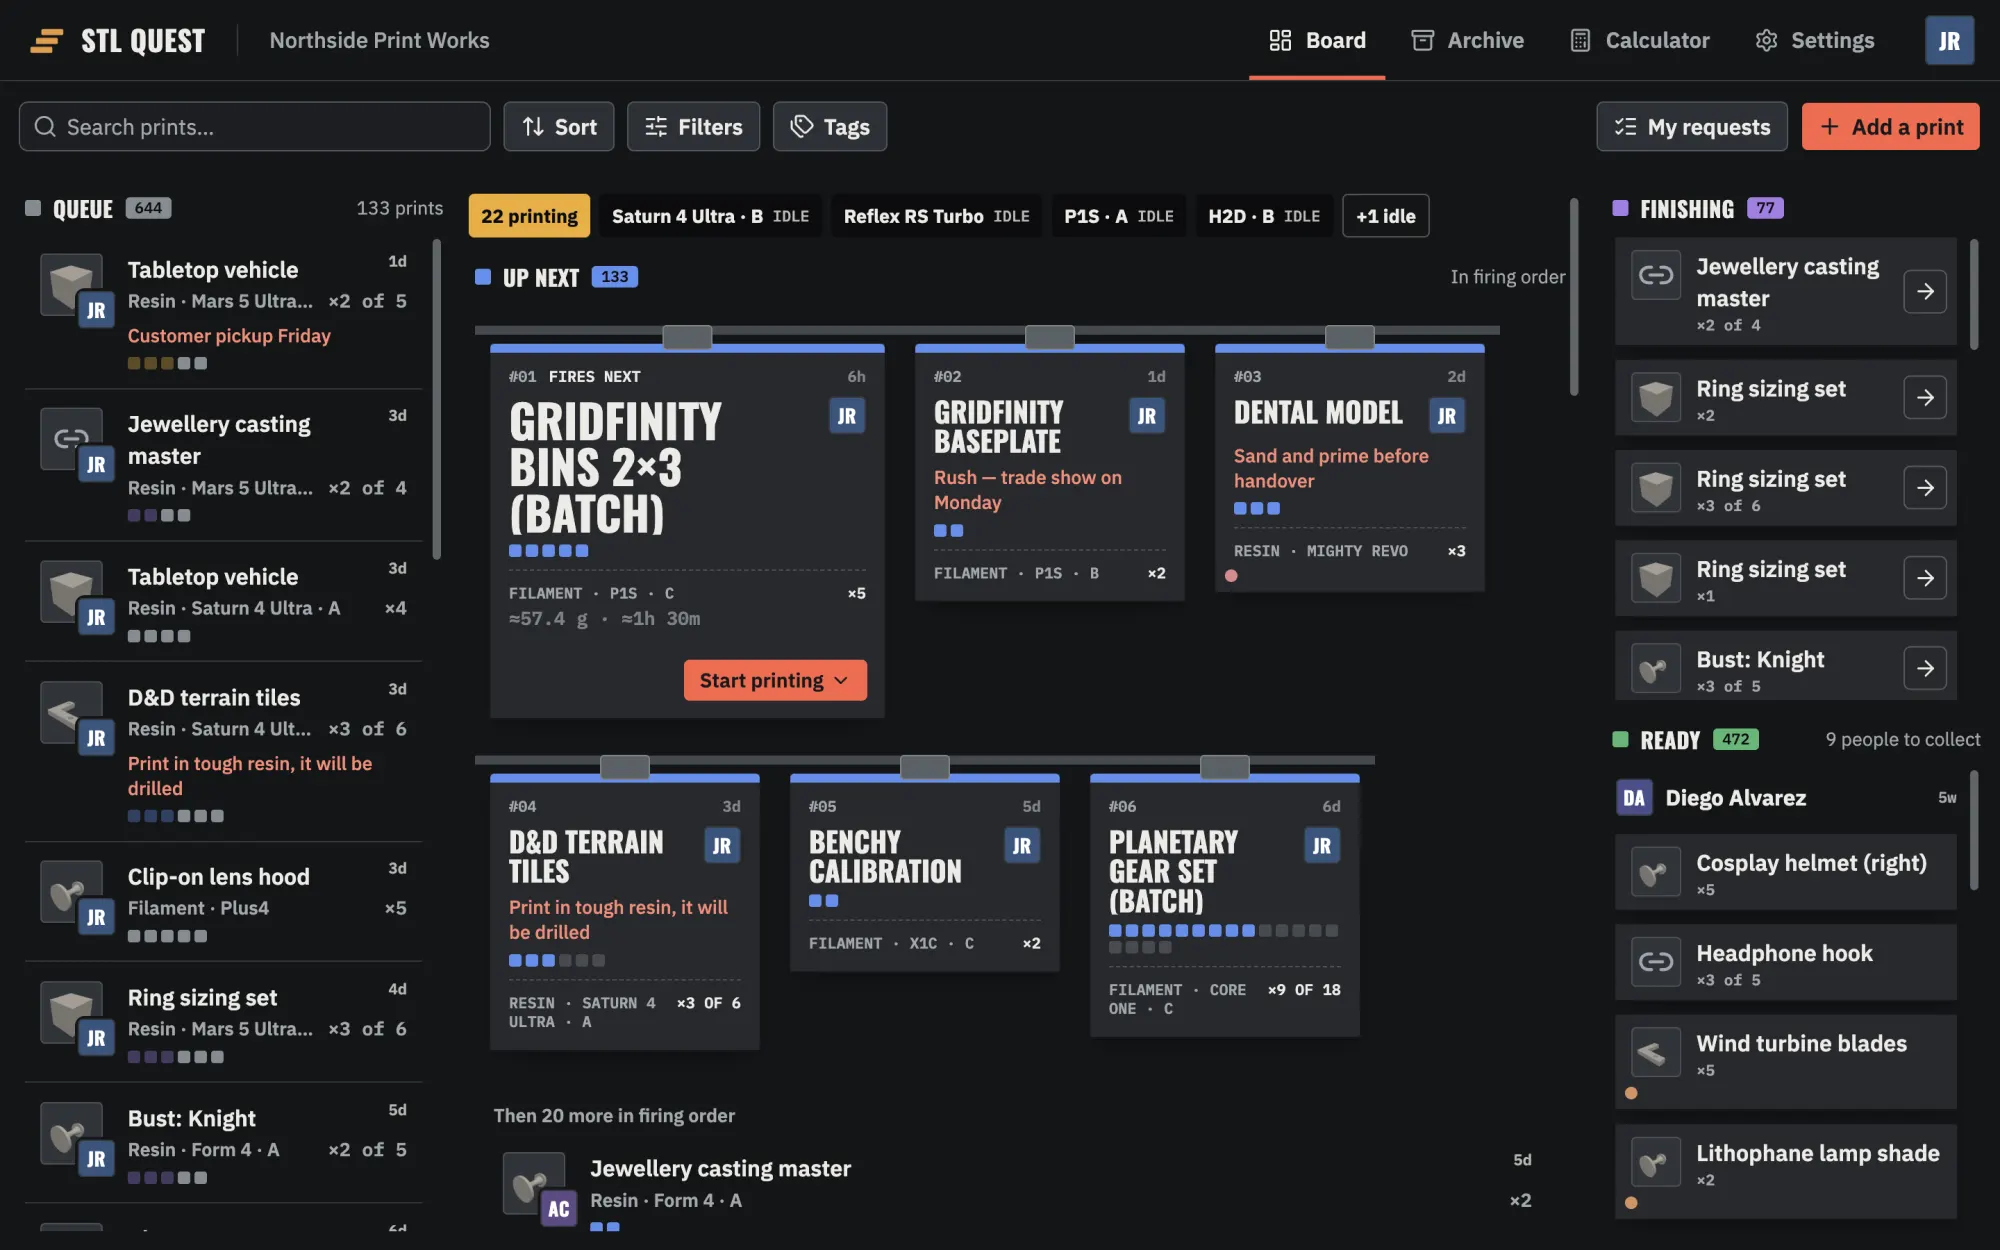 STL QUEST
Northside Print Works
Board
Archive
Calculator
Settings
JR
Search prints...
Sort
Filters
Tags
My requests
+ Add a print
QUEUE 644
133 prints
Tabletop vehicle
1d
JR
Resin · Mars 5 Ultra... ×2 of 5
Customer pickup Friday
Jewellery casting
master
3d
JR
Resin · Mars 5 Ultra... ×2 of 4
Tabletop vehicle
3d
JR
Resin · Saturn 4 Ultra · A ×4
D&D terrain tiles
3d
JR
Resin · Saturn 4 Ult... ×3 of 6
Print in tough resin, it will be
drilled
Clip-on lens hood
3d
JR
Filament · Plus4 ×5
Ring sizing set
4d
JR
Resin · Mars 5 Ultra... ×3 of 6
Bust: Knight
5d
JR
Resin · Form 4 · A ×2 of 5
22 printing
Saturn 4 Ultra · B IDLE
Reflex RS Turbo IDLE
P1S · A IDLE
H2D · B IDLE
+1 idle
UP NEXT 133
In firing order
#01 FIRES NEXT 6h
GRIDFINITY
BINS 2×3
(BATCH)
JR
FILAMENT · P1S · C ×5
≈57.4 g · ≈1h 30m
Start printing
#02 1d
GRIDFINITY
BASEPLATE
JR
Rush — trade show on
Monday
FILAMENT · P1S · B ×2
#03 2d
DENTAL MODEL
JR
Sand and prime before
handover
RESIN · MIGHTY REVO ×3
#04 3d
D&D TERRAIN
TILES
JR
Print in tough resin, it will
be drilled
RESIN · SATURN 4 ×3 OF 6
ULTRA · A
#05 5d
BENCHY
CALIBRATION
JR
FILAMENT · X1C · C ×2
#06 6d
PLANETARY
GEAR SET
(BATCH)
JR
FILAMENT · CORE ×9 OF 18
ONE · C
Then 20 more in firing order
Jewellery casting master
5d
AC
Resin · Form 4 · A ×2
FINISHING 77
Jewellery casting
master
×2 of 4
Ring sizing set
×2
Ring sizing set
×3 of 6
Ring sizing set
×1
Bust: Knight
×3 of 5
READY 472
9 people to collect
DA Diego Alvarez 5w
Cosplay helmet (right)
×5
Headphone hook
×3 of 5
Wind turbine blades
×5
Lithophane lamp shade
×2